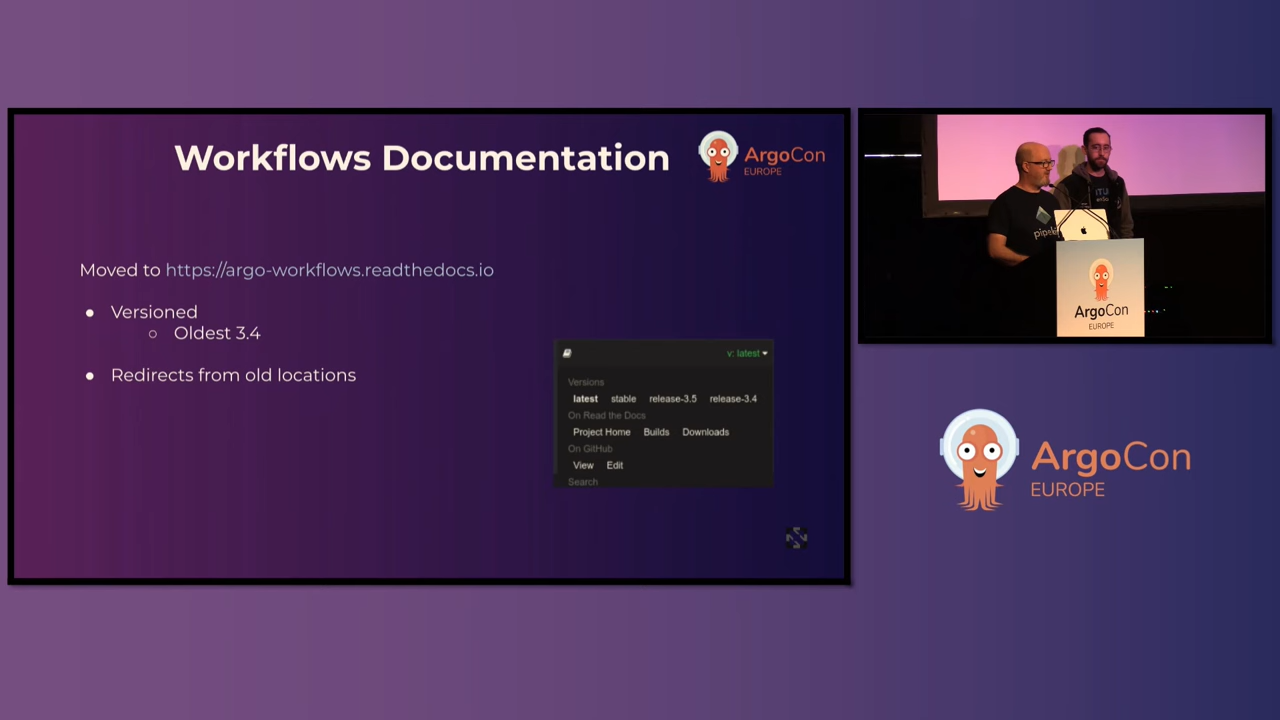 Workflows Documentation
ArgoCon
EUROPE
Moved to https://argo-workflows.readthedocs.io
Versioned
Oldest 3.4
Redirects from old locations
v: latest
Versions
latest stable release-3.5 release-3.4
On Read the Docs
Project Home Builds Downloads
On GitHub
View Edit
Search
ArgoCon
EUROPE
ArgoCon
EUROPE